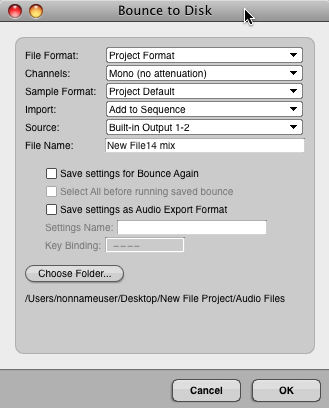 Bounce to Disk
File Format: Project Format
Channels: Mono (no attenuation)
Sample Format: Project Default
Import: Add to Sequence
Source: Built-in Output 1-2
File Name: New File14 mix
Save settings for Bounce Again
Select All before running saved bounce
Save settings as Audio Export Format
Settings Name:
Key Binding: ----
Choose Folder...
/Users/nonnameuser/Desktop/New File Project/Audio Files
Cancel OK